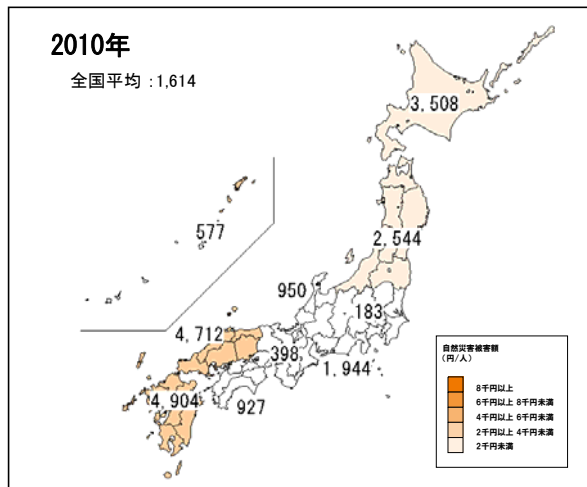 2010年
全国平均 :1,614
3,508
577
2,544
950
183
4,712
398
1,944
4,904
927
自然災害被害額
(円/人)
8千円以上
6千円以上 8千円未満
4千円以上 6千円未満
2千円以上 4千円未満
2千円未満